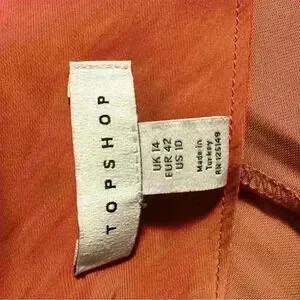 TOPSHOP
UK 14
EUR 42
US 10
Made in
Turkey
RN:125149